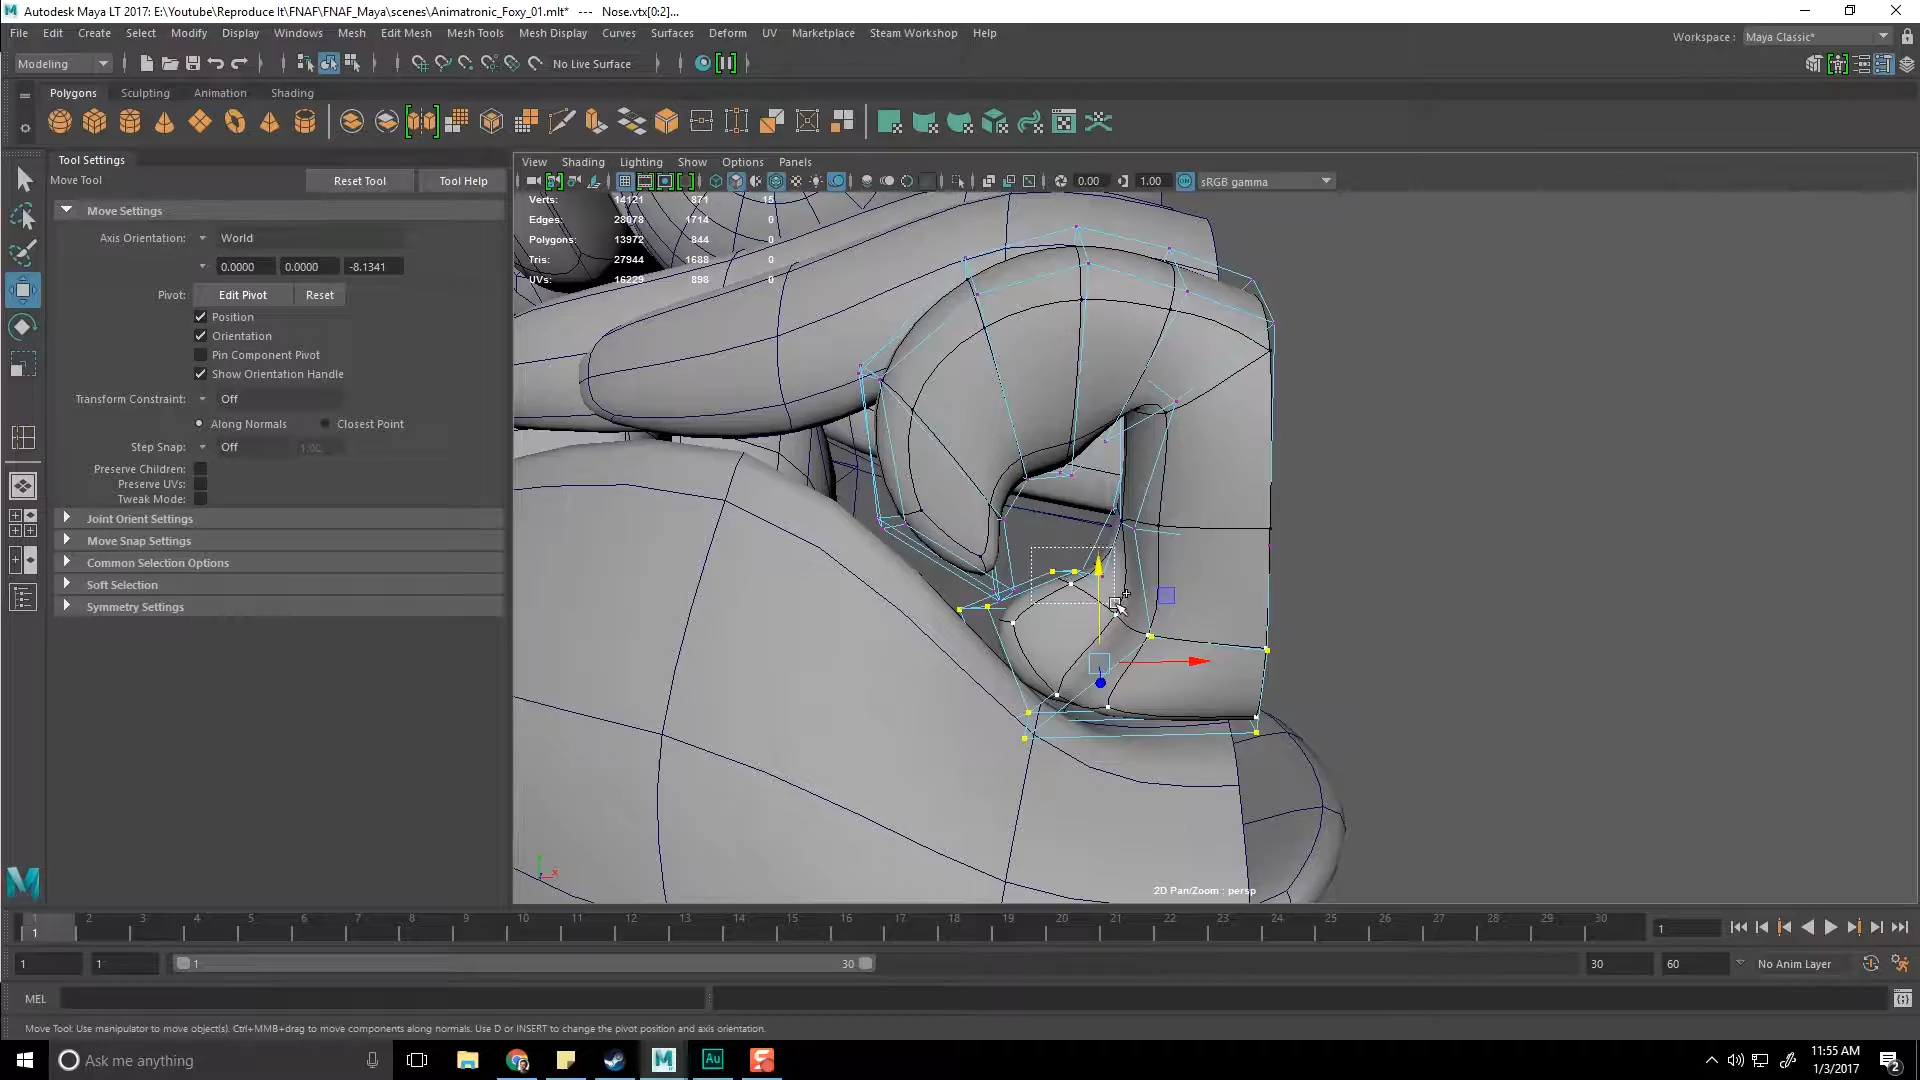 Autodesk Maya LT 2017: E:\Youtube\Reproduce It\FNAF\FNAF_Maya\scenes\Animatronic_Foxy_01.mlt* --- Nose.vtx[0:2]...
File Edit Create Select Modify Display Windows Mesh Edit Mesh Mesh Tools Mesh Display Curves Surfaces Deform UV Marketplace Steam Workshop Help
Workspace : Maya Classic*
Modeling No Live Surface
Polygons Sculpting Animation Shading
Tool Settings
Move Tool Reset Tool Tool Help
Move Settings
Axis Orientation: World
0.0000 0.0000 -8.1341
Pivot: Edit Pivot Reset
Position
Orientation
Pin Component Pivot
Show Orientation Handle
Transform Constraint: Off
Along Normals Closest Point
Step Snap: Off
Preserve Children:
Preserve UVs:
Tweak Mode:
Joint Orient Settings
Move Snap Settings
Common Selection Options
Soft Selection
Symmetry Settings
View Shading Lighting Show Options Panels
0.00 1.00 sRGB gamma
Verts: 14121 871 15
Edges: 28078 1714 0
Polygons: 13972 844 0
Tris: 27944 1688 0
UVs: 16229 898 0
2D Pan/Zoom : persp
1 2 3 4 5 6 7 8 9 10 11 12 13 14 15 16 17 18 19 20 21 22 23 24 25 26 27 28 29 30
1 1
1 1 1 30 30 60 No Anim Layer
MEL
Move Tool: Use manipulator to move object(s). Ctrl+MMB+drag to move components along normals. Use D or INSERT to change the pivot position and axis orientation.
Ask me anything
11:55 AM
1/3/2017